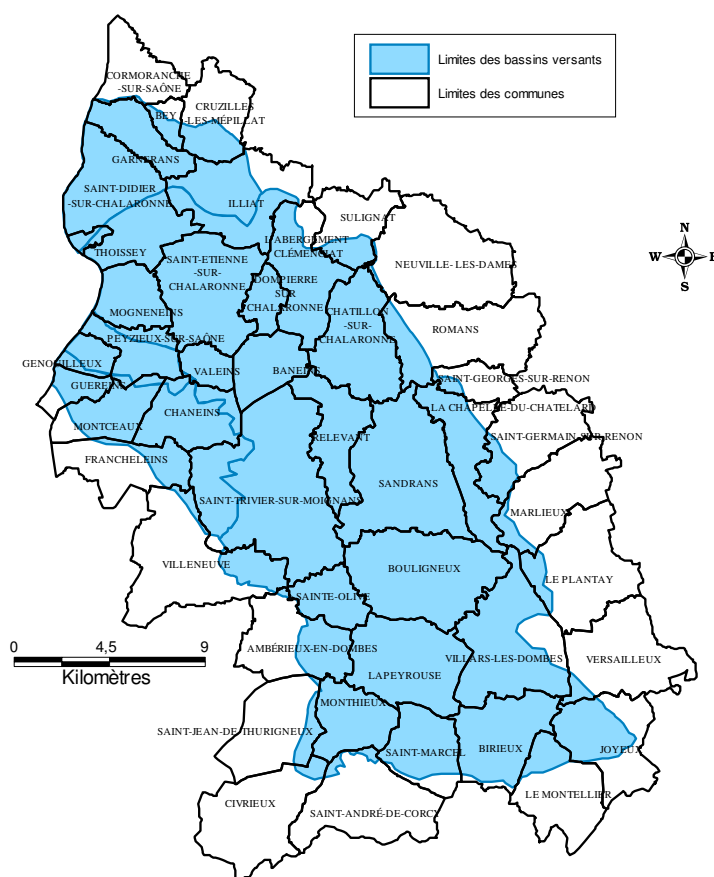 CORMORANCHE
-SUR-SAÔNE
Limites des bassins versants
Limites des communes
BEY
CRUZILLES
-LES-MÉPILLAT
GARNERANS
SAINT-DIDIER
-SUR-CHALARONNE
ILLIAT
SULIGNAT
L'ABERGEMENT
CLÉMENCIAT
THOISSEY
SAINT-ETIENNE
-SUR-
CHALARONNE
NEUVILLE- LES-DAMES
N
W
E
S
DOMPIERRE
SUR
CHALARONNE
CHATILLON
-SUR-
CHALARONNE
MOGNENEINS
ROMANS
PEYZIEUX-SUR-SAÔNE
GENOUILLEUX
GUEREINS
VALEINS
BANEINS
SAINT-GEORGES-SUR-RENON
LA CHAPELLE-DU-CHATELARD
CHANEINS
MONTCEAUX
RELEVANT
SAINT-GERMAIN-SUR-RENON
FRANCHELEINS
SANDRANS
SAINT-TRIVIER-SUR-MOIGNANS
MARLIEUX
VILLENEUVE
BOULIGNEUX
LE PLANTAY
SAINTE-OLIVE
0
4,5
9
Kilomètres
AMBÉRIEUX-EN-DOMBES
VILLARS-LES-DOMBES
VERSAILLEUX
LAPEYROUSE
MONTHIEUX
SAINT-JEAN-DE-THURIGNEUX
SAINT-MARCEL
BIRIEUX
JOYEUX
CIVRIEUX
SAINT-ANDRÉ-DE-CORCY
LE MONTELLIER